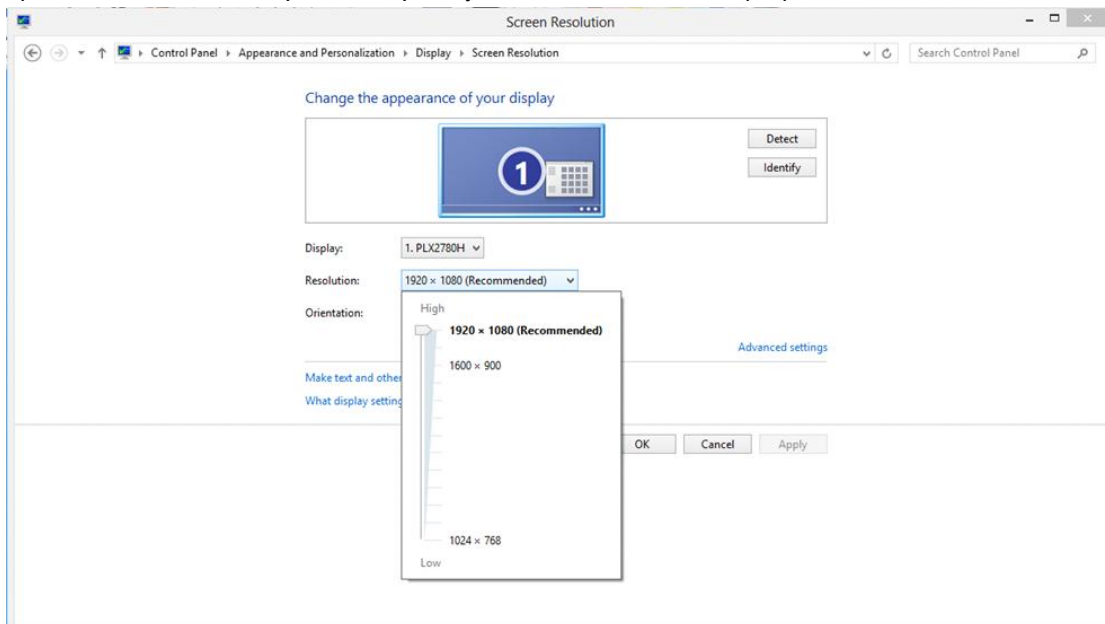 Screen Resolution
Control Panel Appearance and Personalization Display Screen Resolution
Search Control Panel
Change the appearance of your display
1
Detect
Identify
Display:
1. PLX2780H
Resolution:
1920 × 1080 (Recommended)
Orientation:
High
1920 × 1080 (Recommended)
1600 × 900
1024 × 768
Low
Advanced settings
Make text and other
What display setting
OK Cancel Apply